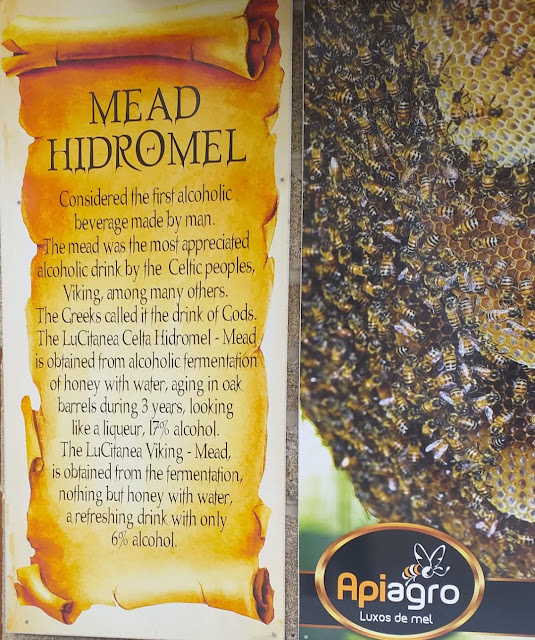 MEAD
HIDROMEL
Considered the first alcoholic
beverage made by man.
The mead was the most appreciated
alcoholic drink by the Celtic peoples,
Viking, among many others.
The Greeks called it the drink of Gods.
The LuCitanea Celta Hidromel - Mead
is obtained from alcoholic fermentation
of honey with water, aging in oak
barrels during 3 years, looking
like a liqueur, 17% alcohol.
The LuCitanea Viking - Mead,
is obtained from the fermentation,
nothing but honey with water,
a refreshing drink with only
6% alcohol.
Apiagro
Luxos de mel